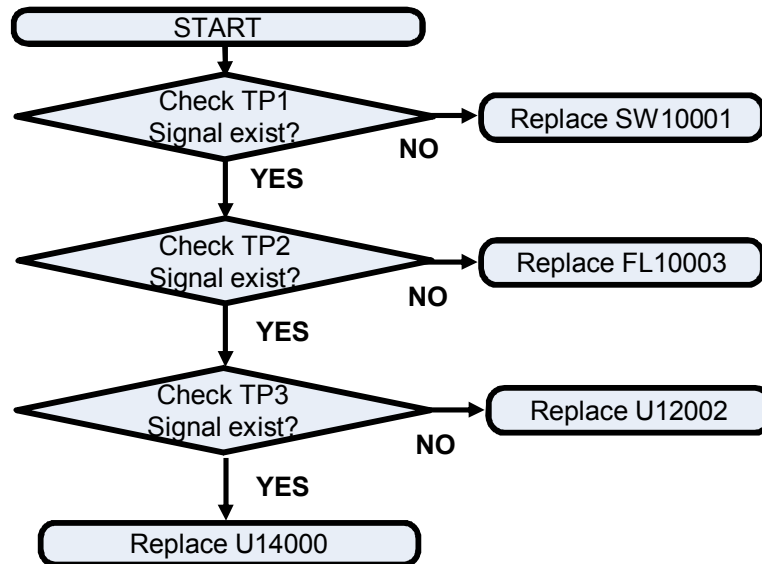 START
Check TP1
Signal exist?
Replace SW10001
NO
YES
Check TP2
Signal exist?
Replace FL10003
NO
YES
Check TP3
Signal exist?
Replace U12002
NO
YES
Replace U14000